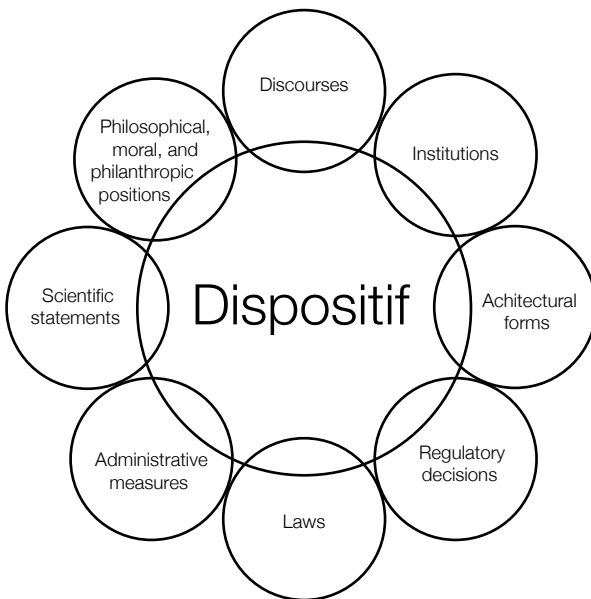 Discourses
Philosophical,
moral, and
philanthropic
positions
Institutions
Scientific
statements
Dispositif
Achitectural
forms
Administrative
measures
Regulatory
decisions
Laws